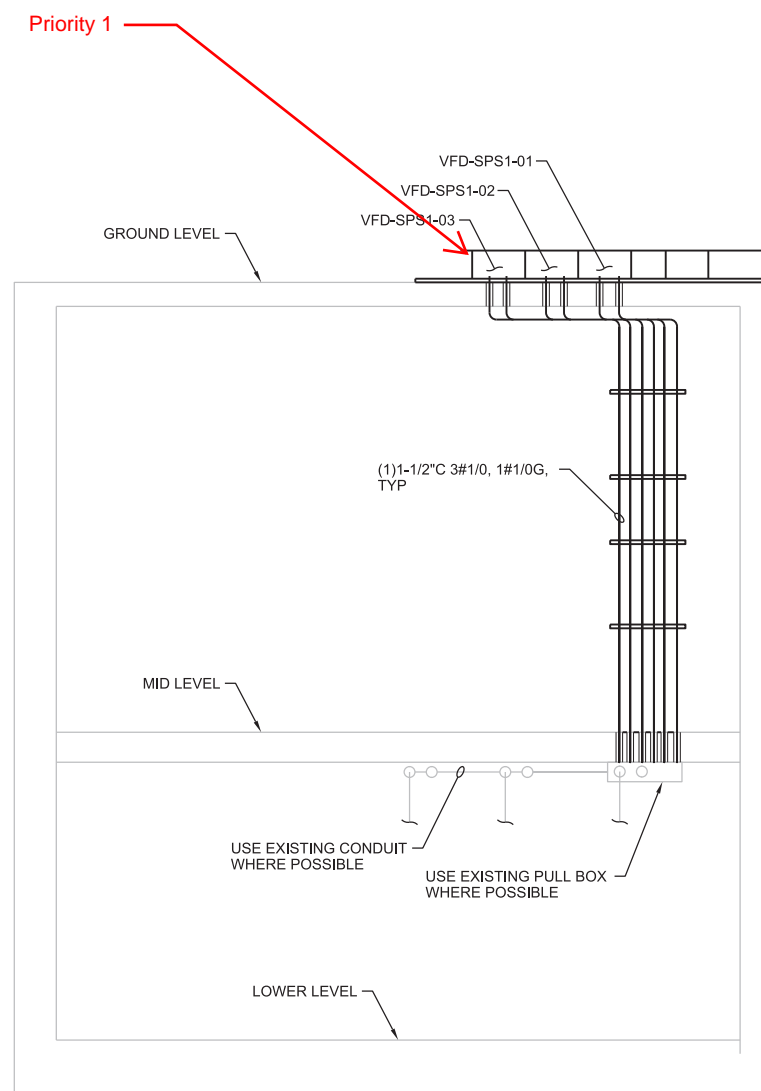 Priority 1
VFD-SPS1-01
VFD-SPS1-02
VFD-SPS1-03
GROUND LEVEL
(1)1-1/2"C 3#1/0, 1#1/0G,
TYP
MID LEVEL
USE EXISTING CONDUIT
WHERE POSSIBLE
USE EXISTING PULL BOX
WHERE POSSIBLE
LOWER LEVEL